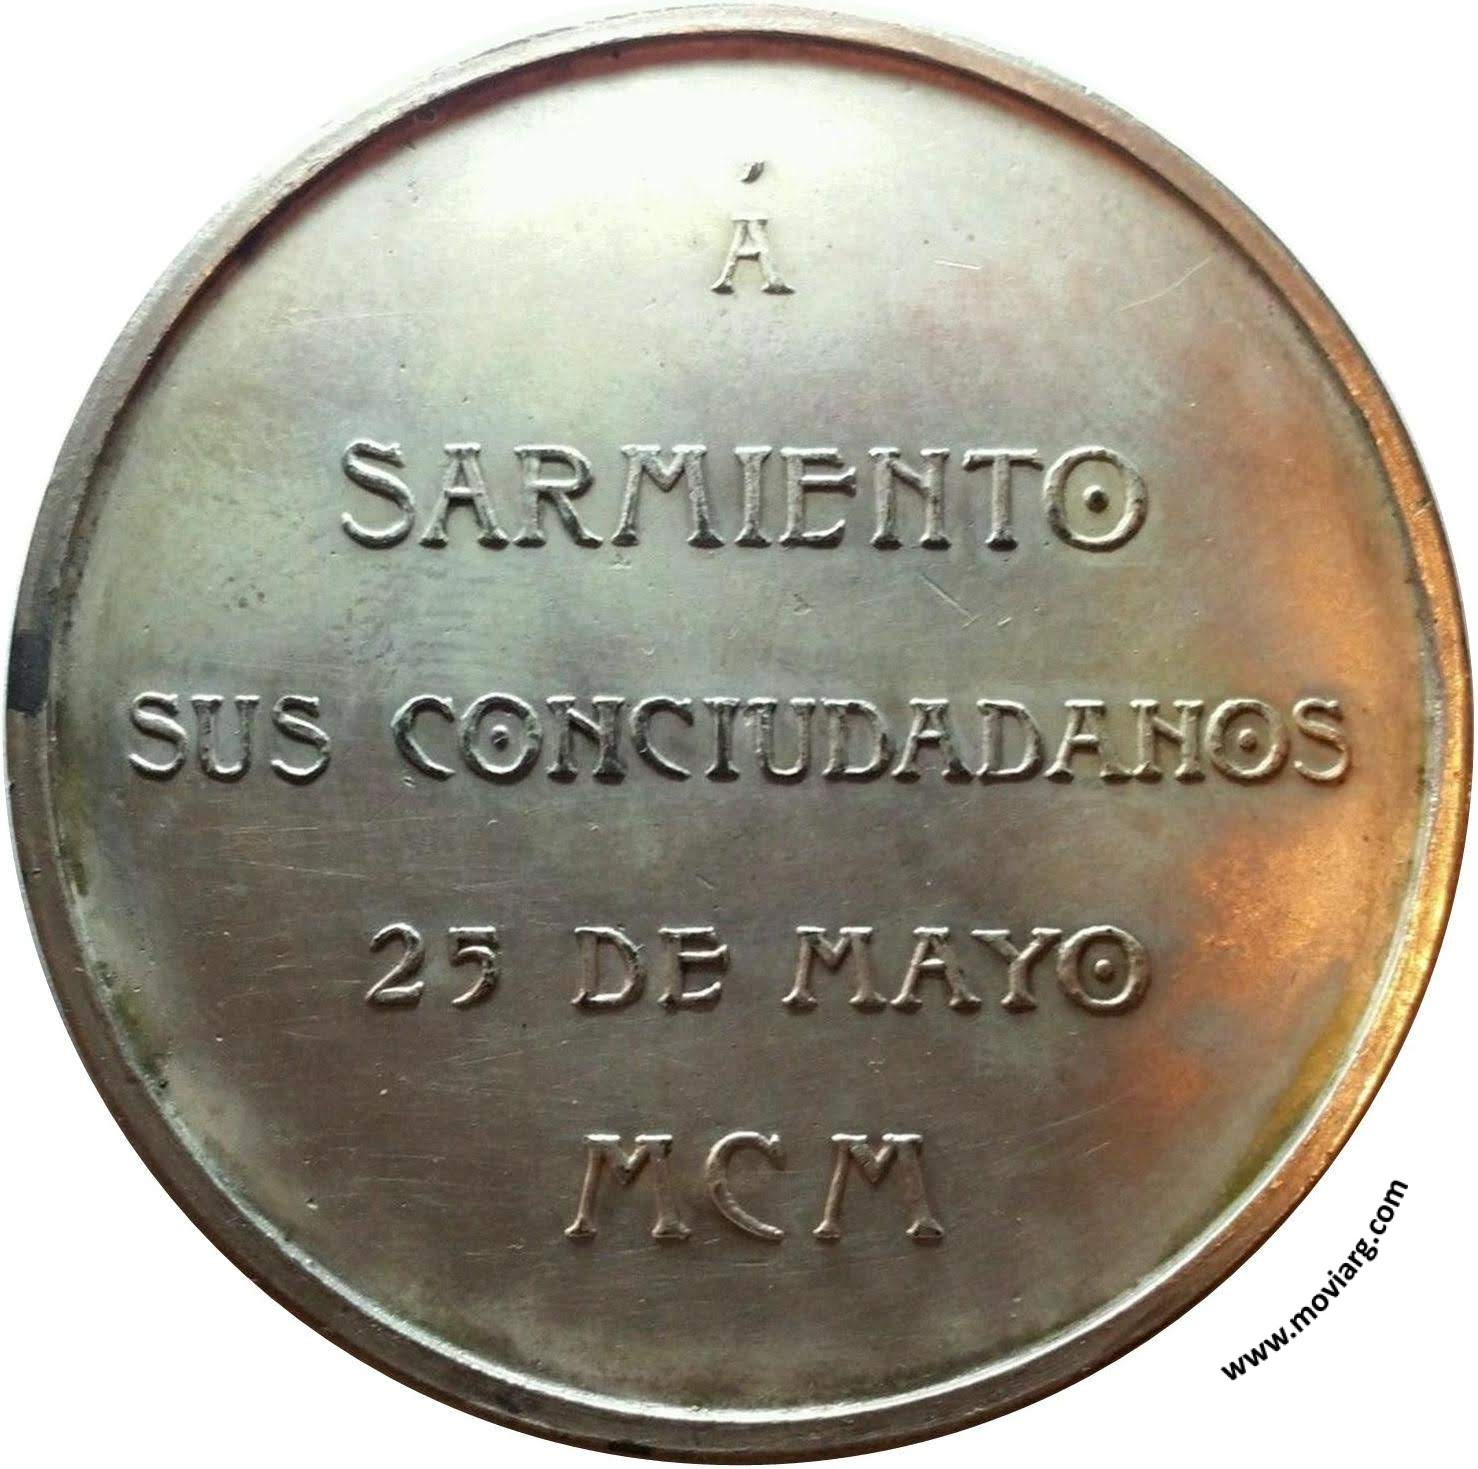 Á
SARMIENTO
SUS CONCIUDADANOS
25 DE MAYO
MCM
www.moviarg.com